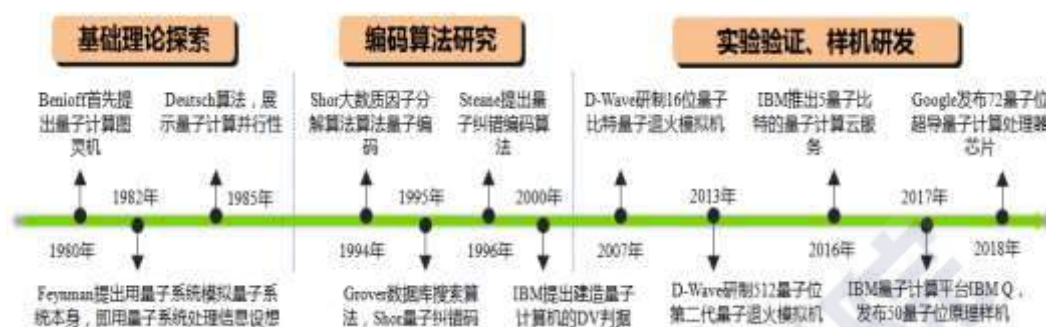 基础理论探索
编码算法研究
实验验证、样机研发
Benioff首先提
出量子计算图
灵机
Deutsch算法，展
示量子计算并行性
Shor大数质因子分
解算法算法量子编
码
Steane提出量
子纠错编码算
法
D-Wave研制16位量子
比特量子退火模拟机
IBM推出5量子比
特的量子计算云服
务
Google发布72量子位
超导量子计算处理器
芯片
1982年
1985年
1995年
2000年
2013年
2017年
1980年
1994年
1996年
2007年
2016年
2018年
Feynman提出用量子系统模拟量子系
统本身，即用量子系统处理信息设想
Grover数据库搜索算
法，Shor量子纠错码
IBM提出建造量子
计算机的DV判据
D-Wave研制512量子位
第二代量子退火模拟机
IBM量子计算平台IBM Q，
发布50量子位原理样机